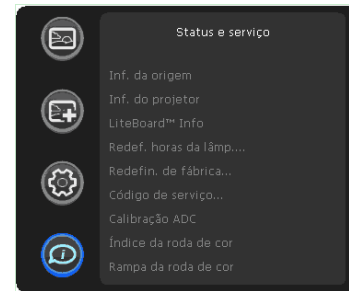 Status e serviço
Inf. da origem
Inf. do projetor
LiteBoard™ Info
Redef. horas da lâmp....
Redefin. de fábrica...
Código de serviço...
Calibração ADC
Índice da roda de cor
Rampa da roda de cor